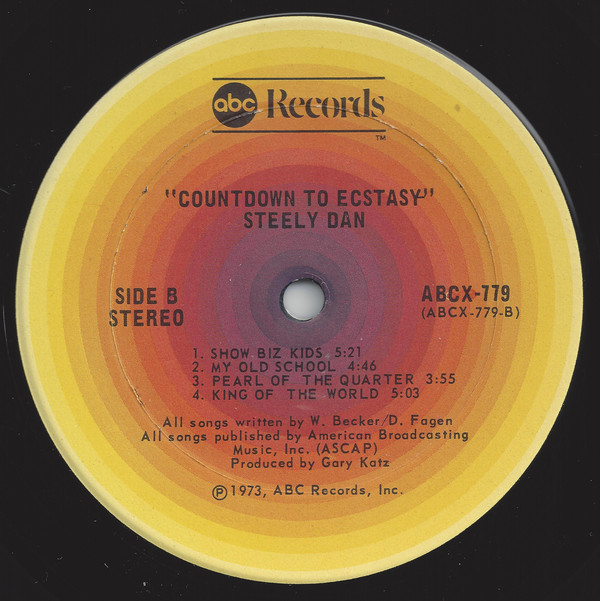 abc Records
TM
"COUNTDOWN TO ECSTASY"
STEELY DAN
SIDE B
STEREO
ABCX-779
(ABCX-779-B)
1. SHOW BIZ KIDS 5:21
2. MY OLD SCHOOL 4:46
3. PEARL OF THE QUARTER 3:55
4. KING OF THE WORLD 5:03
All songs written by W. Becker/D. Fagen
All songs published by American Broadcasting
Music, Inc. (ASCAP)
Produced by Gary Katz
℗1973, ABC Records, Inc.